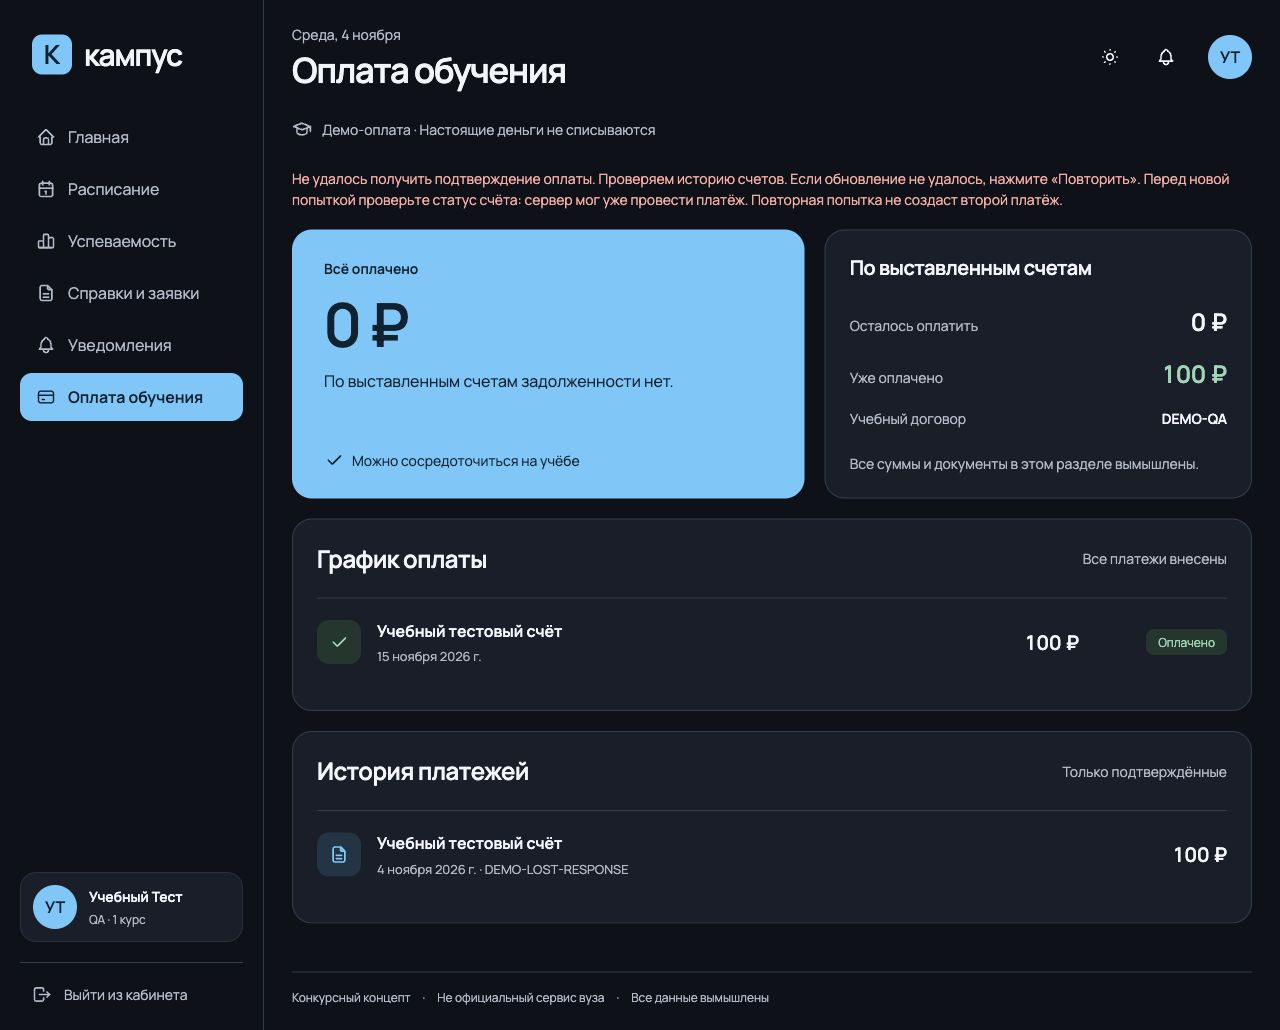 К кампус
Главная
Расписание
Успеваемость
Справки и заявки
Уведомления
Оплата обучения
УТ
Учебный Тест
QA · 1 курс
Выйти из кабинета
Среда, 4 ноября
Оплата обучения
УТ
Демо-оплата · Настоящие деньги не списываются
Не удалось получить подтверждение оплаты. Проверяем историю счетов. Если обновление не удалось, нажмите «Повторить». Перед новой
попыткой проверьте статус счёта: сервер мог уже провести платёж. Повторная попытка не создаст второй платёж.
Всё оплачено
0 ₽
По выставленным счетам задолженности нет.
Можно сосредоточиться на учёбе
По выставленным счетам
Осталось оплатить 0 ₽
Уже оплачено 100 ₽
Учебный договор DEMO-QA
Все суммы и документы в этом разделе вымышлены.
График оплаты Все платежи внесены
Учебный тестовый счёт
15 ноября 2026 г.
100 ₽ Оплачено
История платежей Только подтверждённые
Учебный тестовый счёт
4 ноября 2026 г. · DEMO-LOST-RESPONSE
100 ₽
Конкурсный концепт · Не официальный сервис вуза · Все данные вымышлены